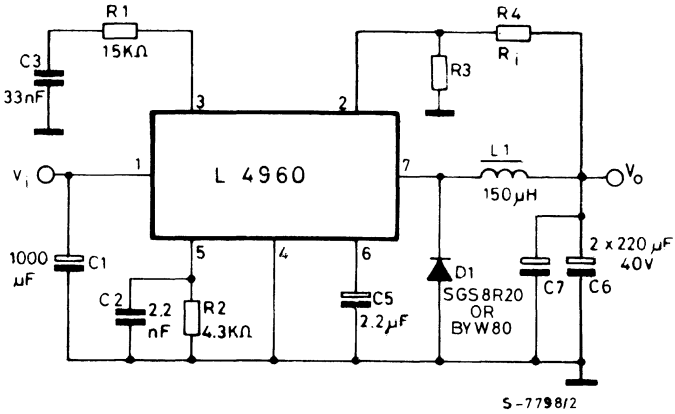 R1
15KΩ
C3
33nF
3
2
R4
Ri
R3
L 4960
Vi
1
7
L1
150μH
Vo
1000
μF
C1
5
4
6
C2
2.2
nF
R2
4.3KΩ
C5
2.2μF
D1
SGS8R20
OR
BYW80
C7
C6
2 x 220 μF
40V
S-7798/2